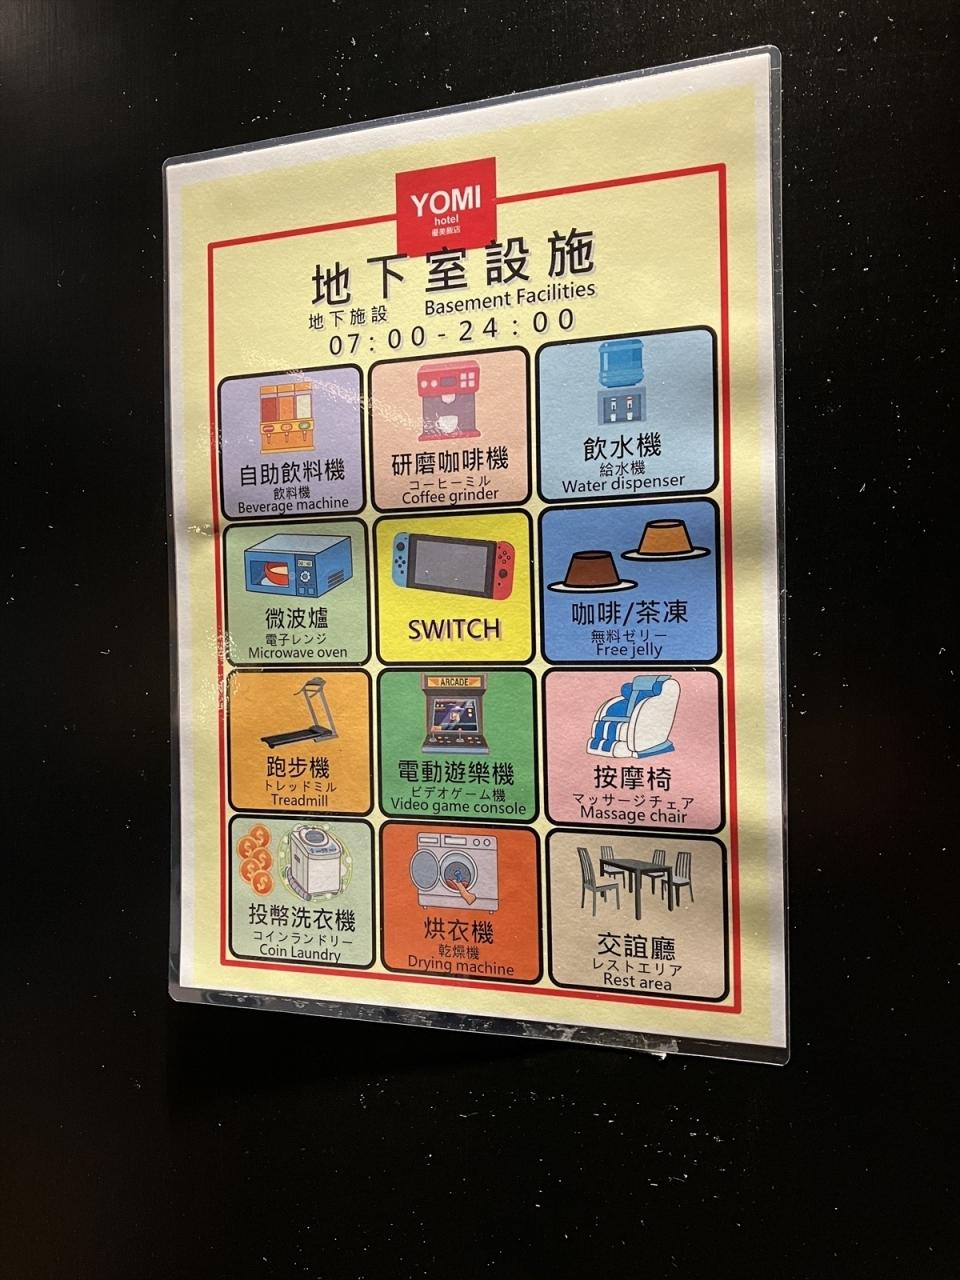 YOMI
hotel
優美飯店
地下室設施
地下施設 Basement Facilities
07:00-24:00
自助飲料機
飲料機
Beverage machine
研磨咖啡機
コーヒーミル
Coffee grinder
飲水機
給水機
Water dispenser
微波爐
電子レンジ
Microwave oven
SWITCH
咖啡/茶凍
無料ゼリー
Free jelly
跑步機
トレッドミル
Treadmill
ARCADE
電動遊樂機
ビデオゲーム機
Video game console
按摩椅
マッサージチェア
Massage chair
投幣洗衣機
コインランドリー
Coin Laundry
烘衣機
乾燥機
Drying machine
交誼廳
レストエリア
Rest area